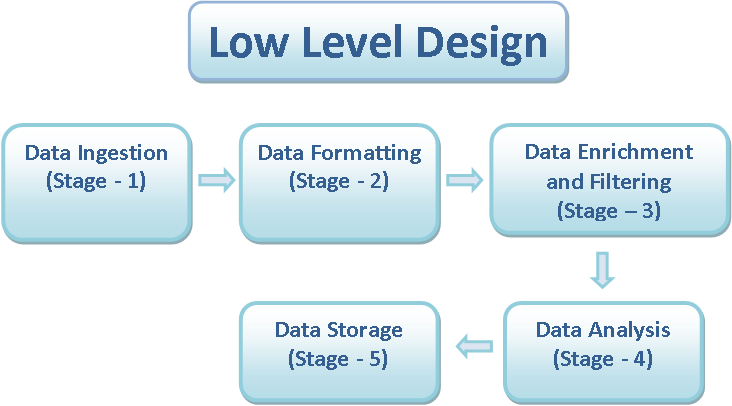 Low Level Design
Data Ingestion
(Stage - 1)
Data Formatting
(Stage - 2)
Data Enrichment
and Filtering
(Stage – 3)
Data Analysis
(Stage - 4)
Data Storage
(Stage - 5)